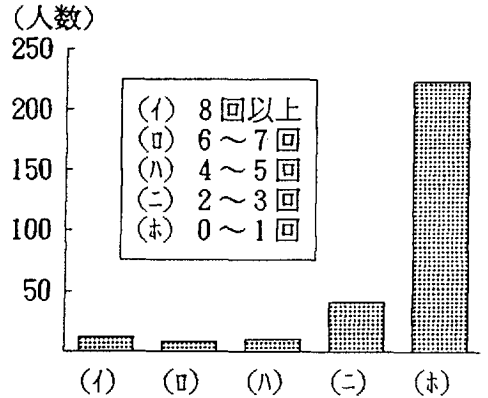 (人数)
250
200
150
100
50
(イ) 8回以上
(ロ) 6～7回
(ハ) 4～5回
(ニ) 2～3回
(ホ) 0～1回
(イ) (ロ) (ハ) (ニ) (ホ)